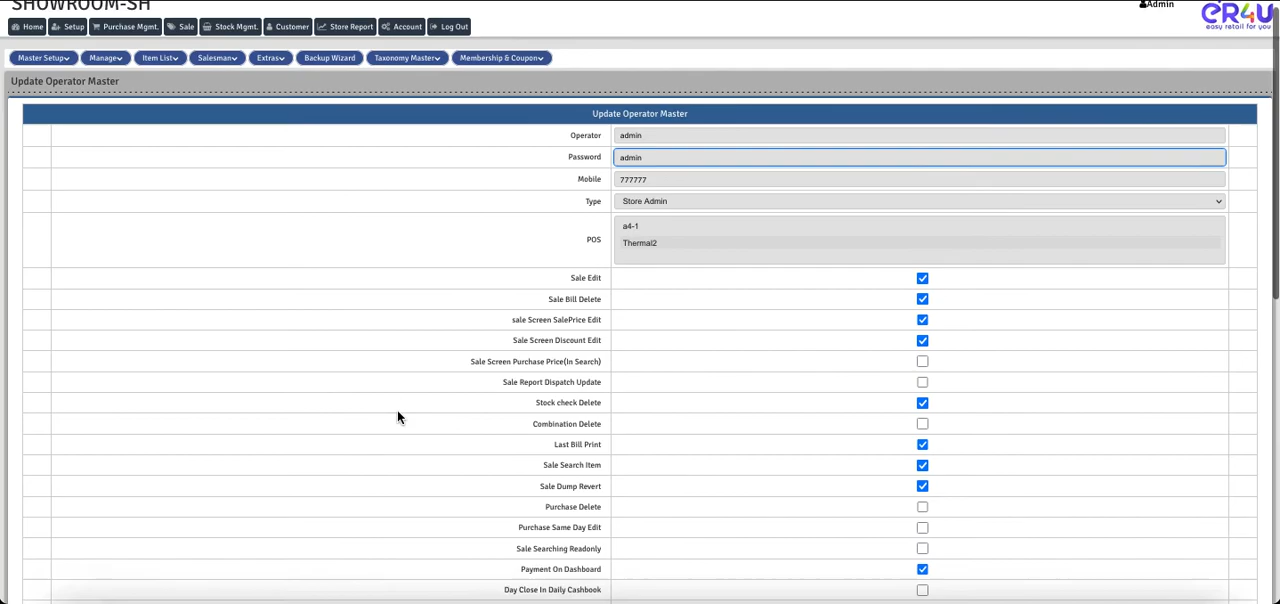 SHOWROOM-SH
Admin
ER4U
easy retail for you
Home Setup Purchase Mgmt. Sale Stock Mgmt. Customer Store Report Account Log Out
Master Setup Manage Item List Salesman Extras Backup Wizard Taxonomy Master Membership & Coupon
Update Operator Master
Update Operator Master
Operator admin
Password admin
Mobile 777777
Type Store Admin
POS a4-1
Thermal2
Sale Edit
Sale Bill Delete
sale Screen SalePrice Edit
Sale Screen Discount Edit
Sale Screen Purchase Price(In Search)
Sale Report Dispatch Update
Stock check Delete
Combination Delete
Last Bill Print
Sale Search Item
Sale Dump Revert
Purchase Delete
Purchase Same Day Edit
Sale Searching Readonly
Payment On Dashboard
Day Close In Daily Cashbook